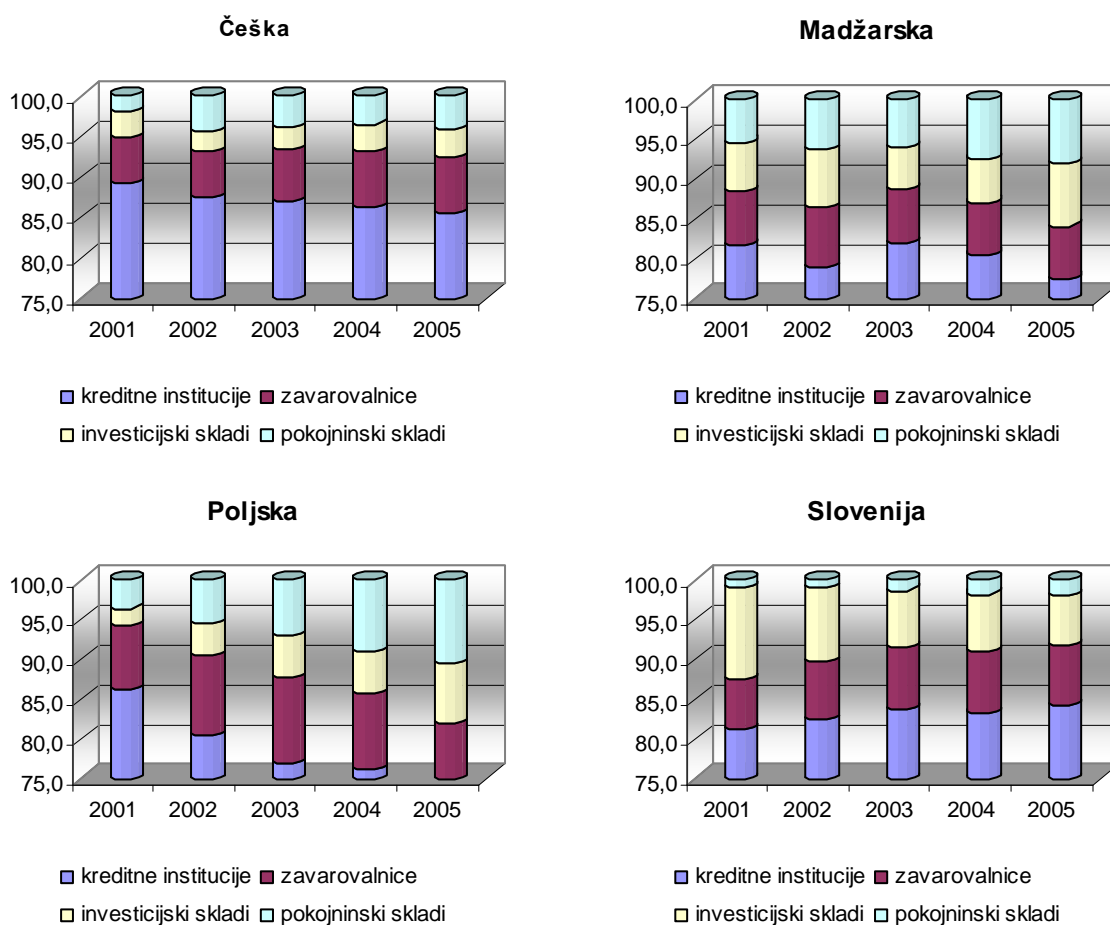 Češka
100,0
95,0
90,0
85,0
80,0
75,0
2001 2002 2003 2004 2005
kreditne institucije zavarovalnice
investicijski skladi pokojninski skladi
Madžarska
100,0
95,0
90,0
85,0
80,0
75,0
2001 2002 2003 2004 2005
kreditne institucije zavarovalnice
investicijski skladi pokojninski skladi
Poljska
100,0
95,0
90,0
85,0
80,0
75,0
2001 2002 2003 2004 2005
kreditne institucije zavarovalnice
investicijski skladi pokojninski skladi
Slovenija
100,0
95,0
90,0
85,0
80,0
75,0
2001 2002 2003 2004 2005
kreditne institucije zavarovalnice
investicijski skladi pokojninski skladi